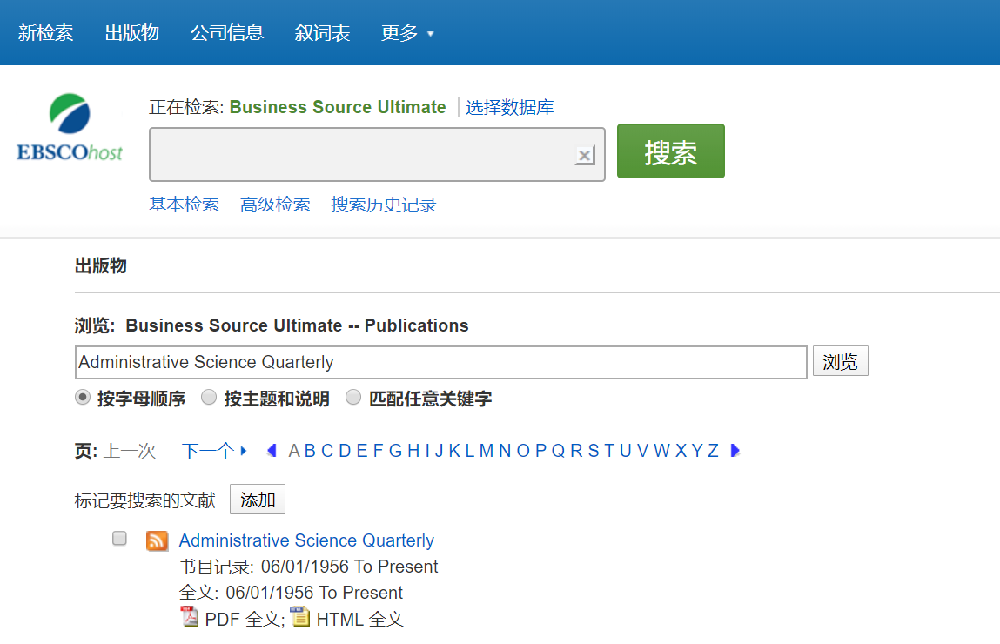 新检索 出版物 公司信息 叙词表 更多
正在检索: Business Source Ultimate 选择数据库
EBSCOhost
搜索
基本检索 高级检索 搜索历史记录
出版物
浏览: Business Source Ultimate -- Publications
Administrative Science Quarterly 浏览
按字母顺序 按主题和说明 匹配任意关键字
页: 上一次 下一个 A B C D E F G H I J K L M N O P Q R S T U V W X Y Z
标记要搜索的文献 添加
Administrative Science Quarterly
书目记录: 06/01/1956 To Present
全文: 06/01/1956 To Present
PDF 全文; HTML 全文